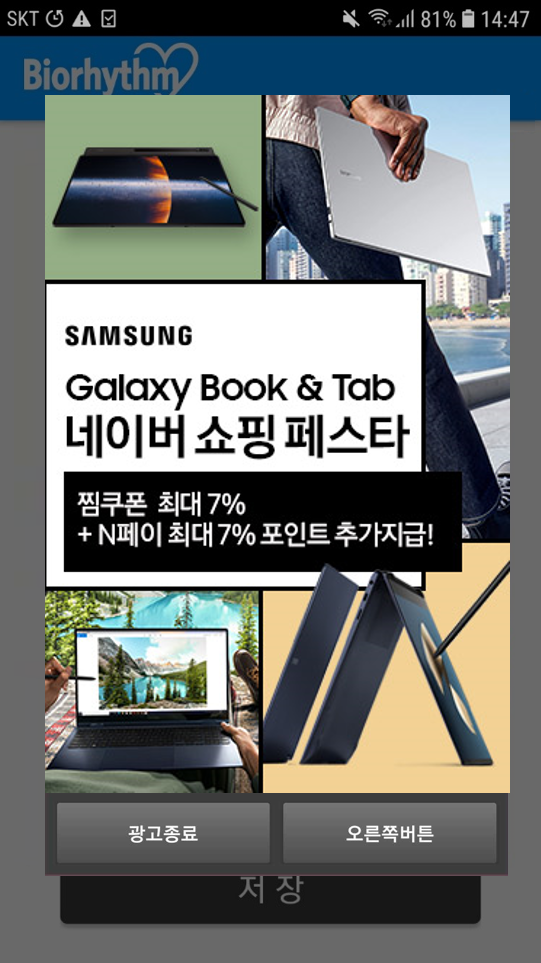 SKT 81% 14:47
Biorhythm
SAMSUNG
Galaxy Book & Tab
네이버 쇼핑 페스타
찜쿠폰 최대 7%
+ N페이 최대 7% 포인트 추가지급!
광고종료 오른쪽버튼
저 장